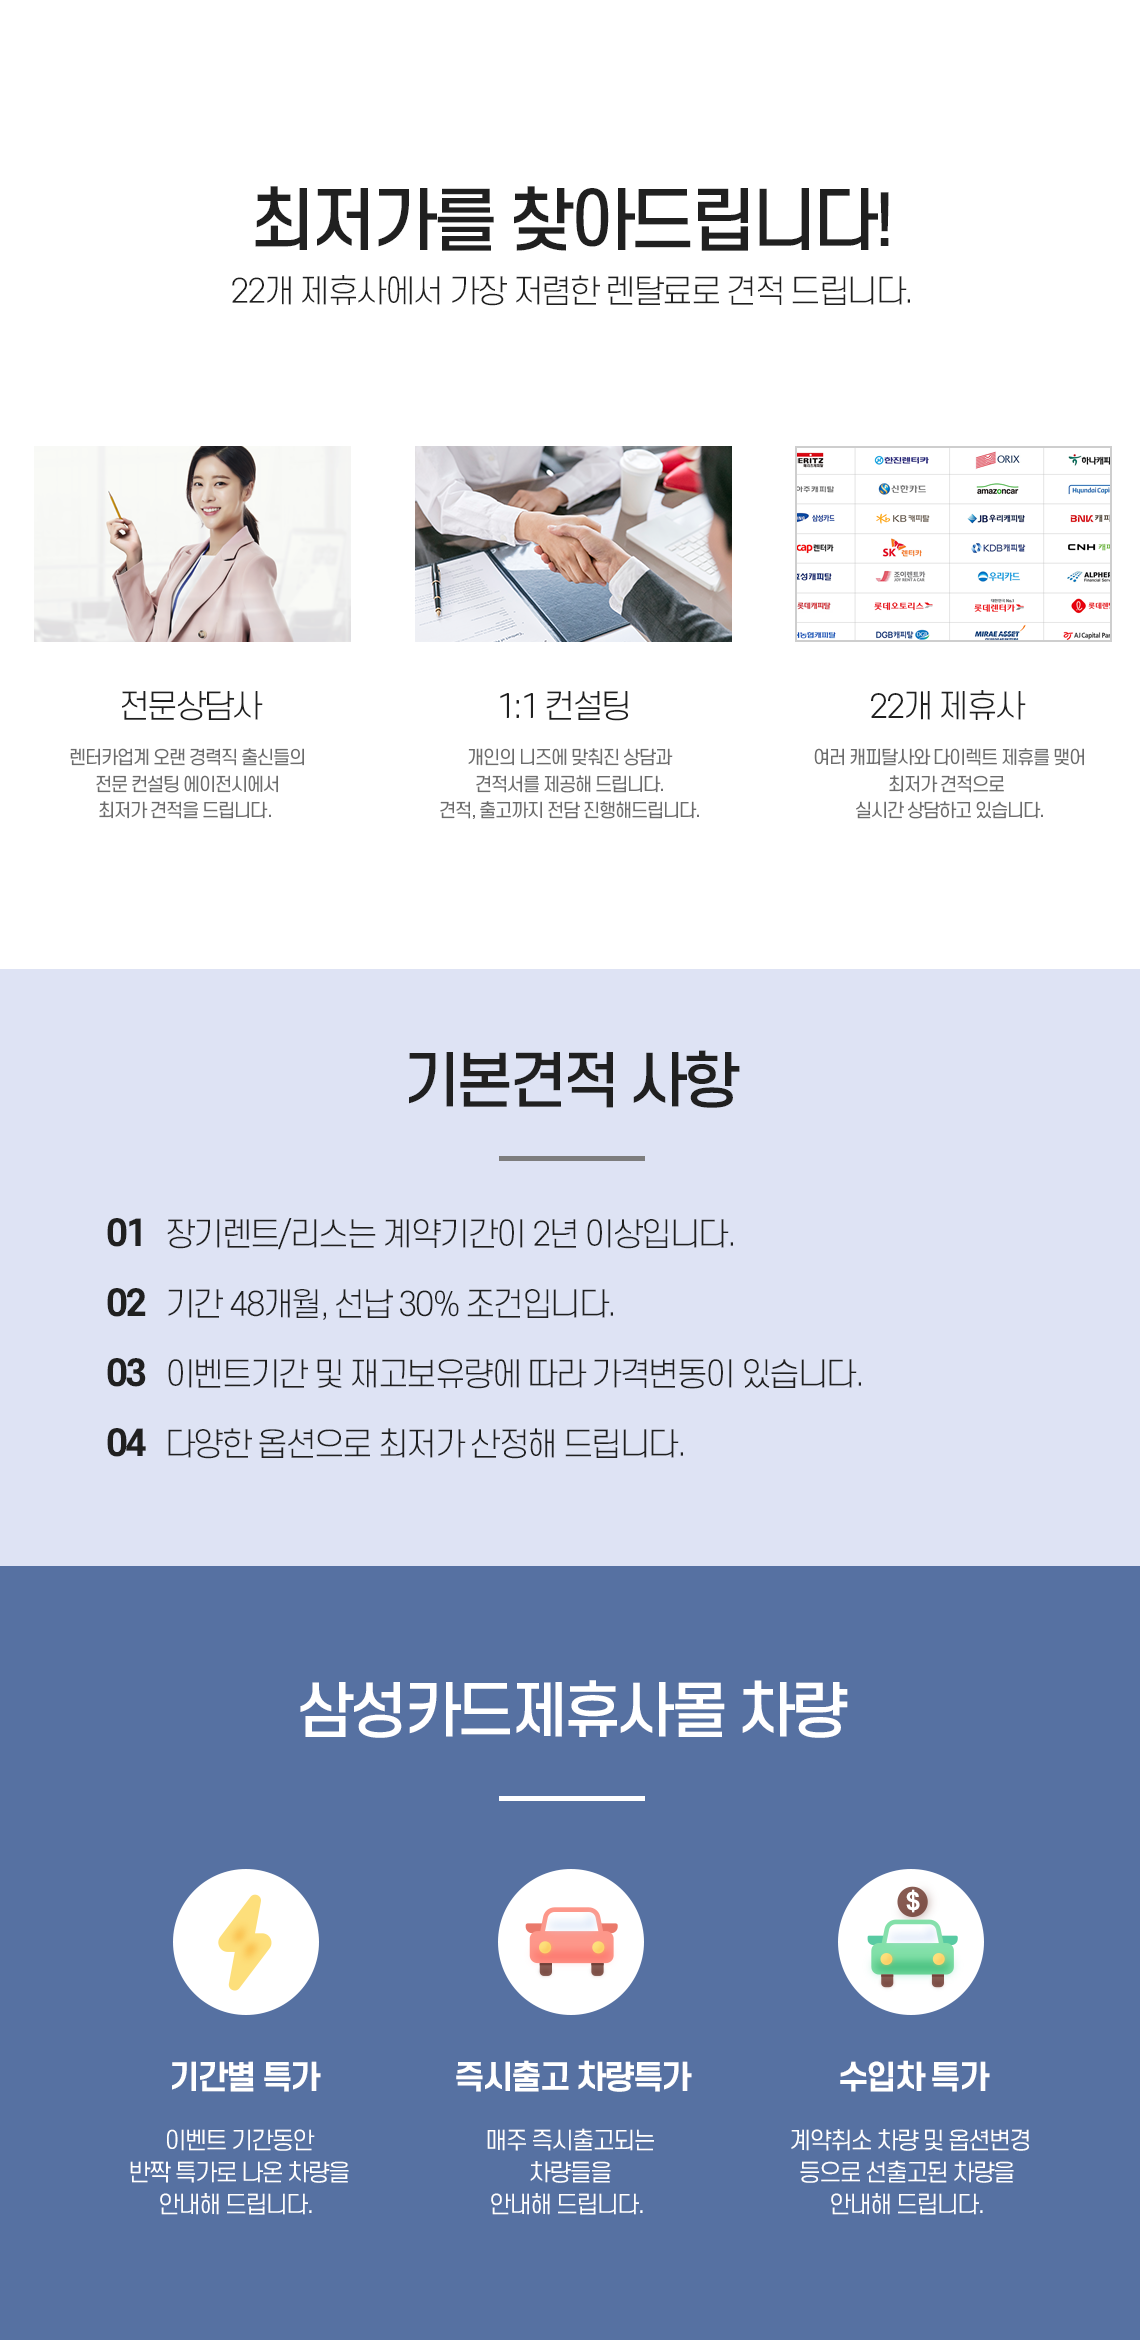 최저가를 찾아드립니다!
22개 제휴사에서 가장 저렴한 렌탈료로 견적 드립니다.
ERITZ 한진렌터카 ORIX 하나캐피
아주캐피탈 신한카드 amazoncar Hyundai Capi
삼성카드 KB캐피탈 JB우리캐피탈 BNK 캐피
cap렌터카 SK렌터카 KDB캐피탈 CNH 캐피
효성캐피탈 조이렌트카 JOY RENT A CAR 우리카드 ALPHER
롯데캐피탈 롯데오토리스 롯데렌터카 롯데렌
캐피탈 DGB캐피탈 DGB MIRAE ASSET AJ Capital Par
전문상담사
렌터카업계 오랜 경력직 출신들의
전문 컨설팅 에이전시에서
최저가 견적을 드립니다.
1:1 컨설팅
개인의 니즈에 맞춰진 상담과
견적서를 제공해 드립니다.
견적, 출고까지 전담 진행해드립니다.
22개 제휴사
여러 캐피탈사와 다이렉트 제휴를 맺어
최저가 견적으로
실시간 상담하고 있습니다.
기본견적 사항
01 장기렌트/리스는 계약기간이 2년 이상입니다.
02 기간 48개월, 선납 30% 조건입니다.
03 이벤트기간 및 재고보유량에 따라 가격변동이 있습니다.
04 다양한 옵션으로 최저가 산정해 드립니다.
삼성카드제휴사몰 차량
$
기간별 특가
이벤트 기간동안
반짝 특가로 나온 차량을
안내해 드립니다.
즉시출고 차량특가
매주 즉시출고되는
차량들을
안내해 드립니다.
수입차 특가
계약취소 차량 및 옵션변경
등으로 선출고된 차량을
안내해 드립니다.